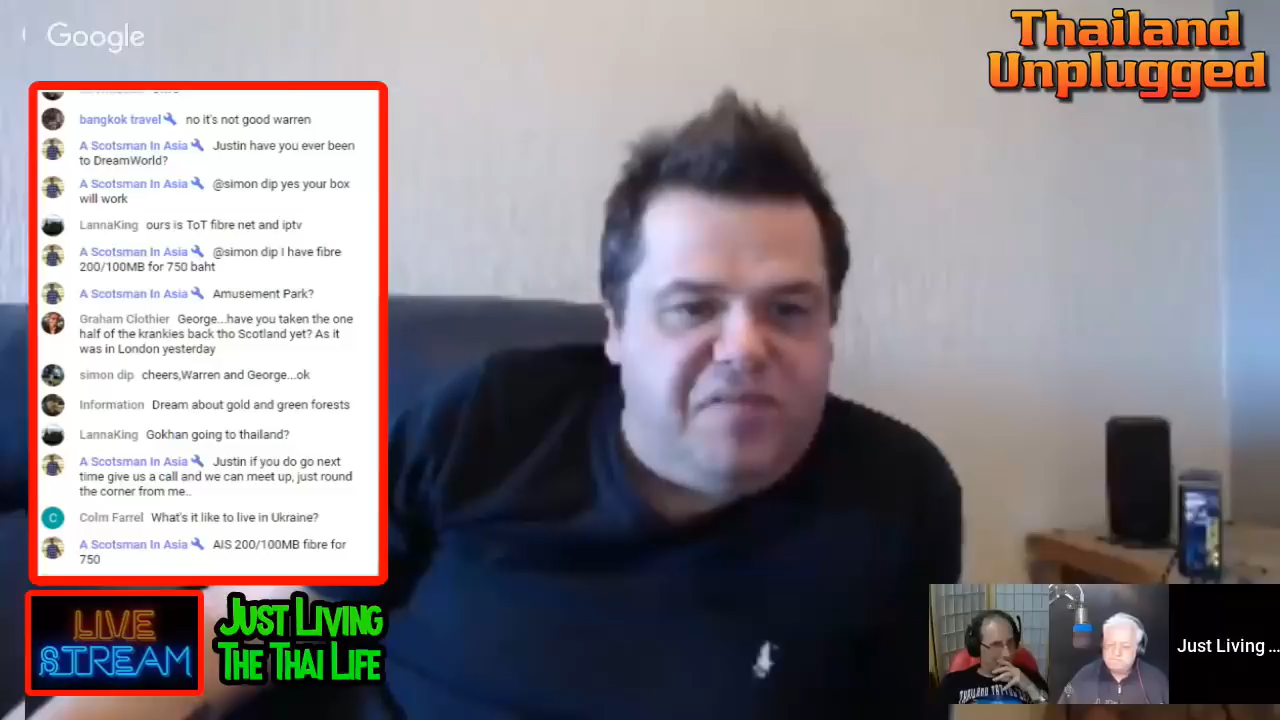 Google
Thailand
Unplugged
bangkok travel no it's not good warren
A Scotsman In Asia Justin have you ever been
to DreamWorld?
A Scotsman In Asia @simon dip yes your box
will work
LannaKing ours is ToT fibre net and iptv
A Scotsman In Asia @simon dip I have fibre
200/100MB for 750 baht
A Scotsman In Asia Amusement Park?
Graham Clothier George...have you taken the one
half of the krankies back tho Scotland yet? As it
was in London yesterday
simon dip cheers,Warren and George...ok
Information Dream about gold and green forests
LannaKing Gokhan going to thailand?
A Scotsman In Asia Justin if you do go next
time give us a call and we can meet up, just round
the corner from me..
C
Colm Farrel What's it like to live in Ukraine?
A Scotsman In Asia AIS 200/100MB fibre for
750
LIVE
STREAM
Just Living
The Thai Life
Just Living ...